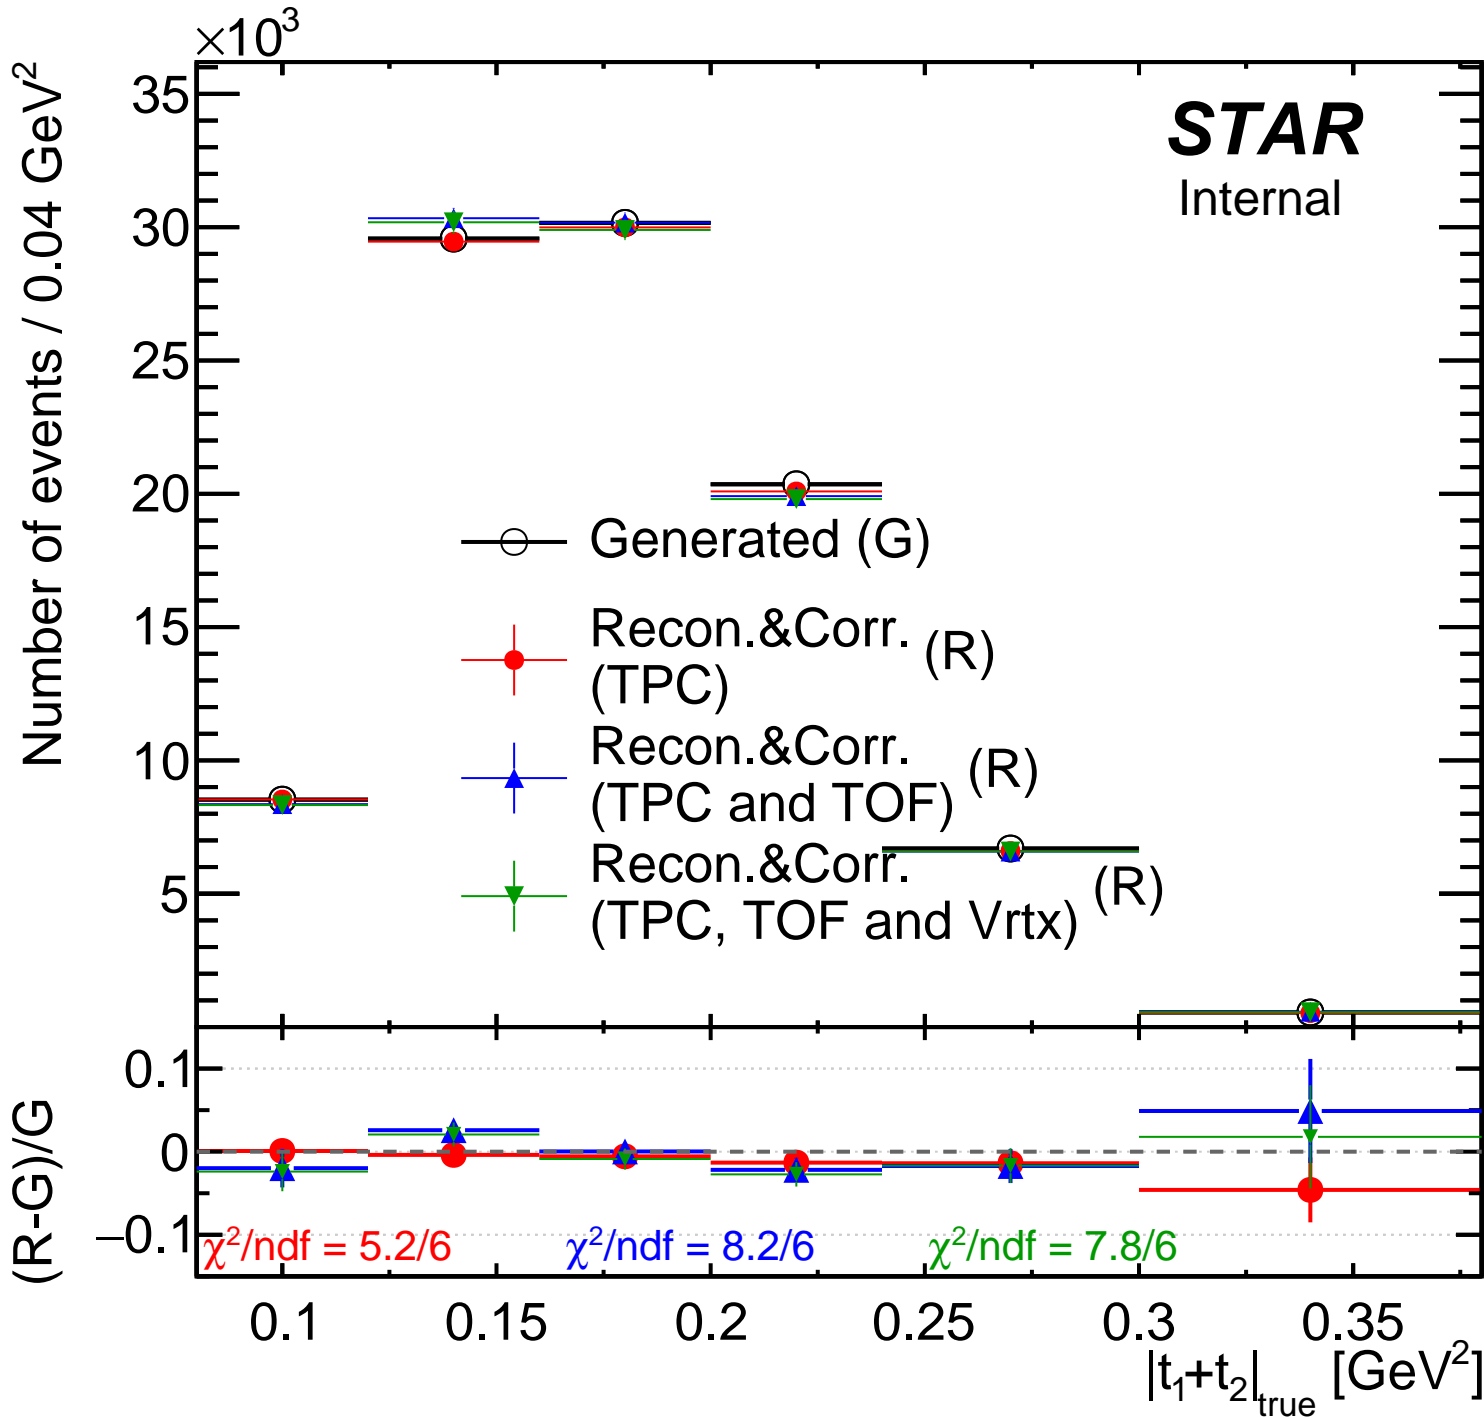 ×10³
Number of events / 0.04 GeV²
35
30
25
20
15
10
5
STAR
Internal
Generated (G)
Recon.&Corr.
(TPC) (R)
Recon.&Corr.
(TPC and TOF) (R)
Recon.&Corr.
(TPC, TOF and Vrtx) (R)
(R-G)/G
0.1
0
−0.1
χ²/ndf = 5.2/6 χ²/ndf = 8.2/6 χ²/ndf = 7.8/6
0.1 0.15 0.2 0.25 0.3 0.35
|t₁+t₂|true [GeV²]